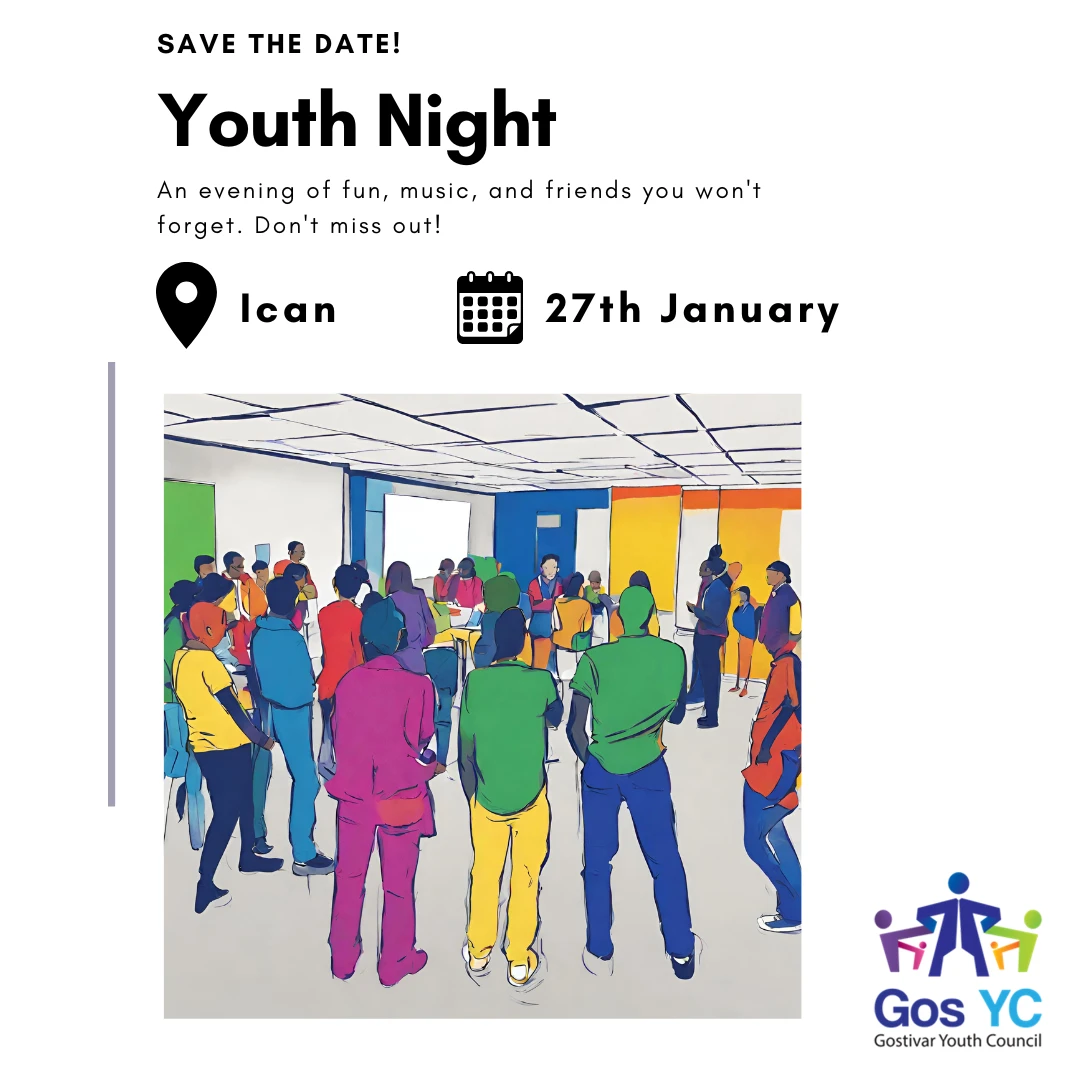 SAVE THE DATE!
Youth Night
An evening of fun, music, and friends you won't
forget. Don't miss out!
Ican
27th January
Gos YC
Gostivar Youth Council